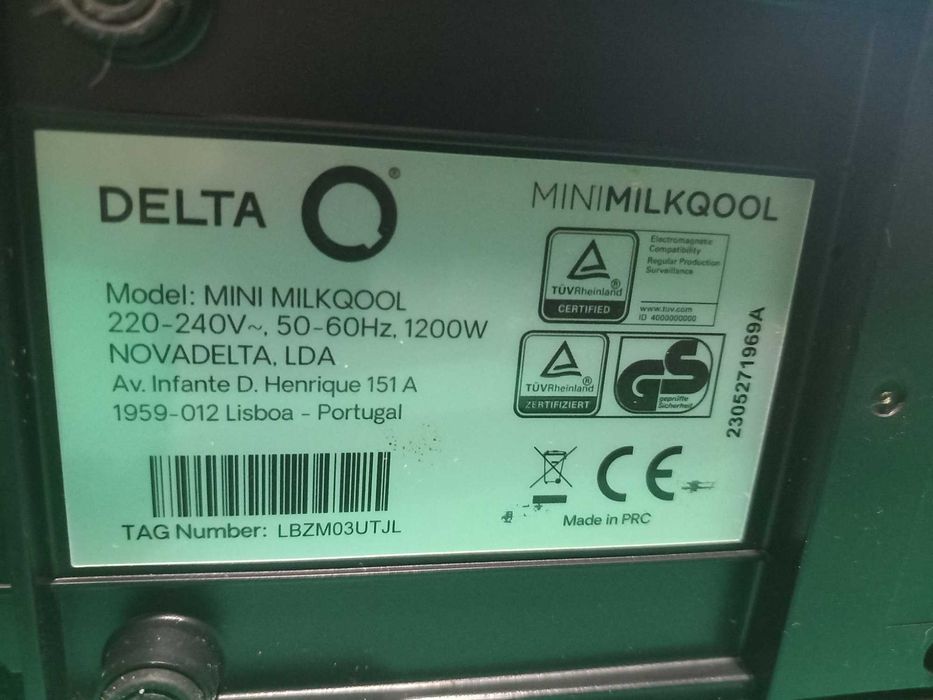 DELTA Q®
MINIMILKQOOL
Model: MINI MILKQOOL
220-240V~, 50-60Hz, 1200W
NOVADELTA, LDA
Av. Infante D. Henrique 151 A
1959-012 Lisboa - Portugal
TAG Number: LBZM03UTJL
TÜVRheinland®
CERTIFIED
Electromagnetic
Compatibility
Regular Production
Surveillance
www.tuv.com
ID 4000000000
TÜVRheinland®
ZERTIFIZIERT
GS
geprüfte
Sicherheit
CE
Made in PRC
2305271969A